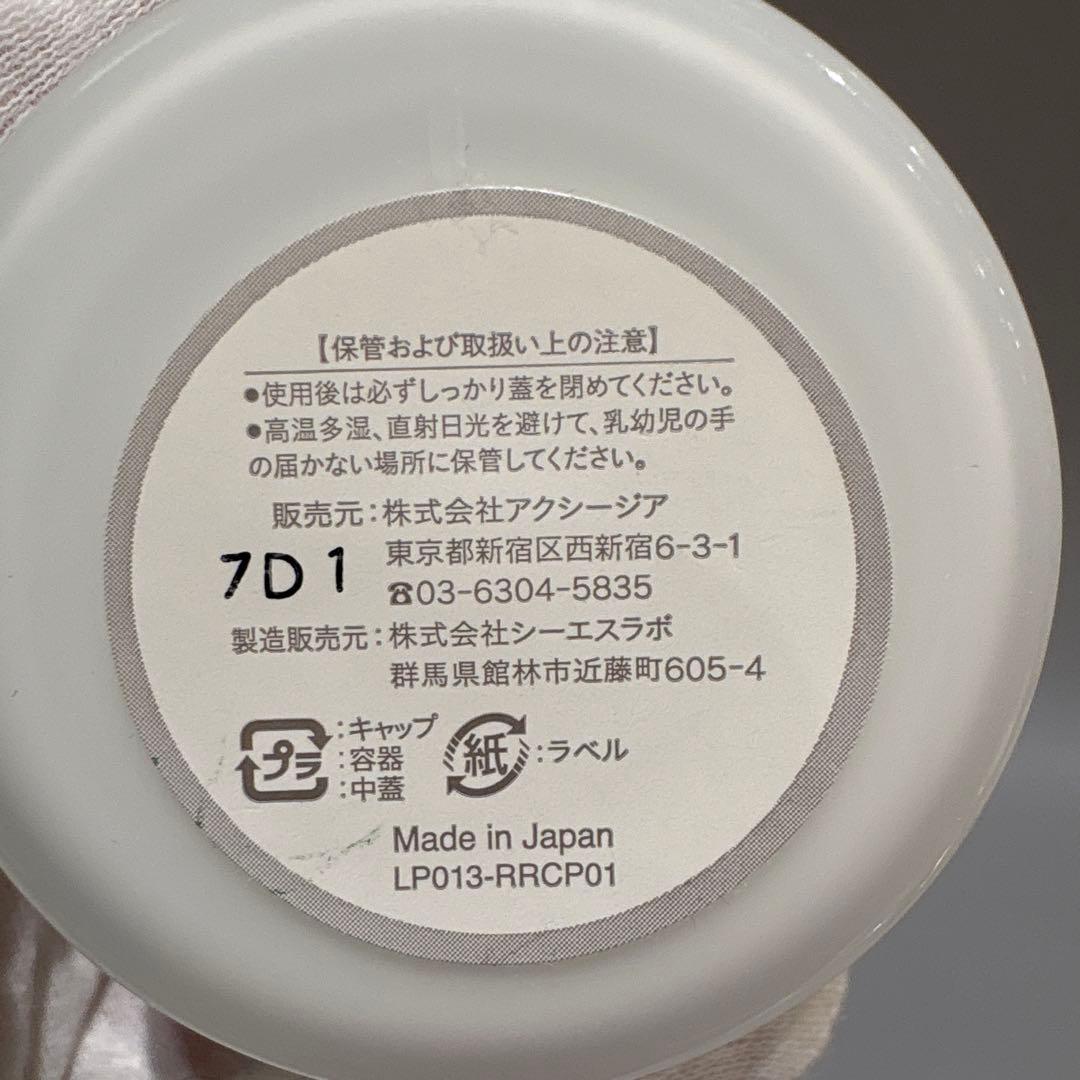 【保管および取扱い上の注意】
●使用後は必ずしっかり蓋を閉めてください。
●高温多湿、直射日光を避けて、乳幼児の手
の届かない場所に保管してください。
販売元:株式会社アクシージア
東京都新宿区西新宿6-3-1
7D1
☎03-6304-5835
製造販売元:株式会社シーエスラボ
群馬県館林市近藤町605-4
プラ
:キャップ
:容器
:中蓋
紙:ラベル
Made in Japan
LP013-RRCP01